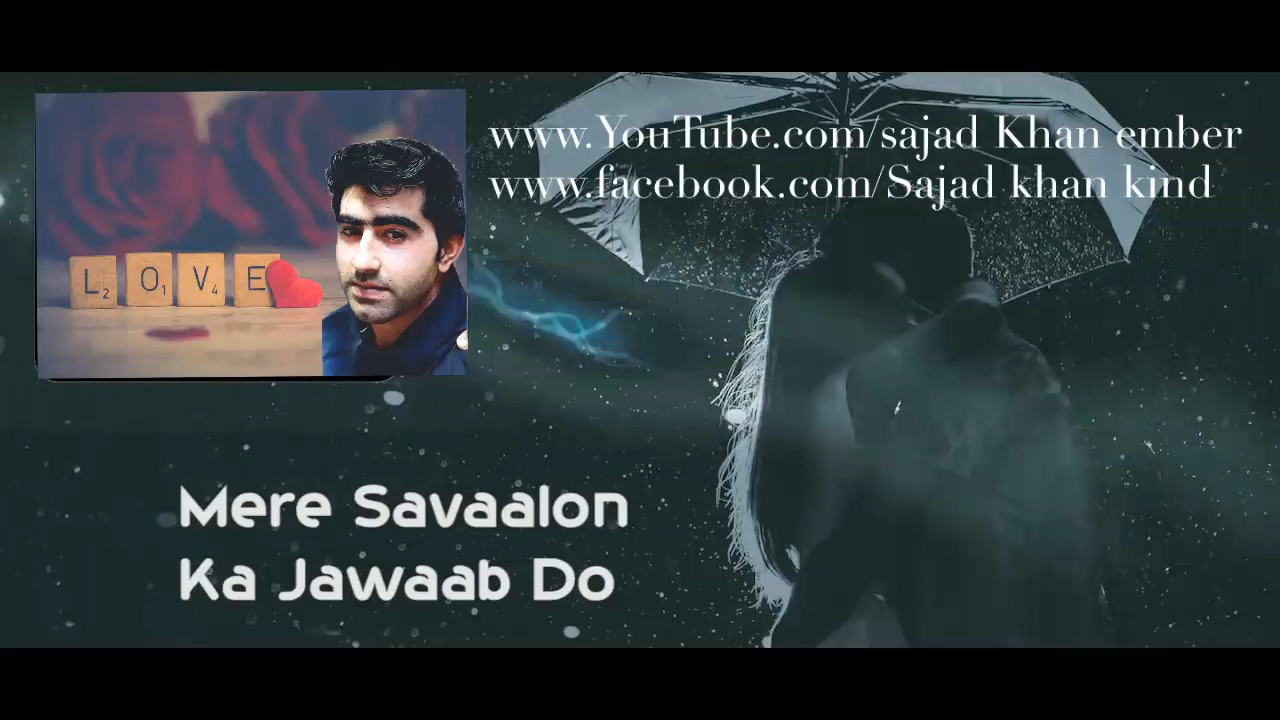 www.YouTube.com/sajad Khan ember
www.facebook.com/Sajad khan kind
L2 O1 V4 E
Mere Savaalon
Ka Jawaab Do